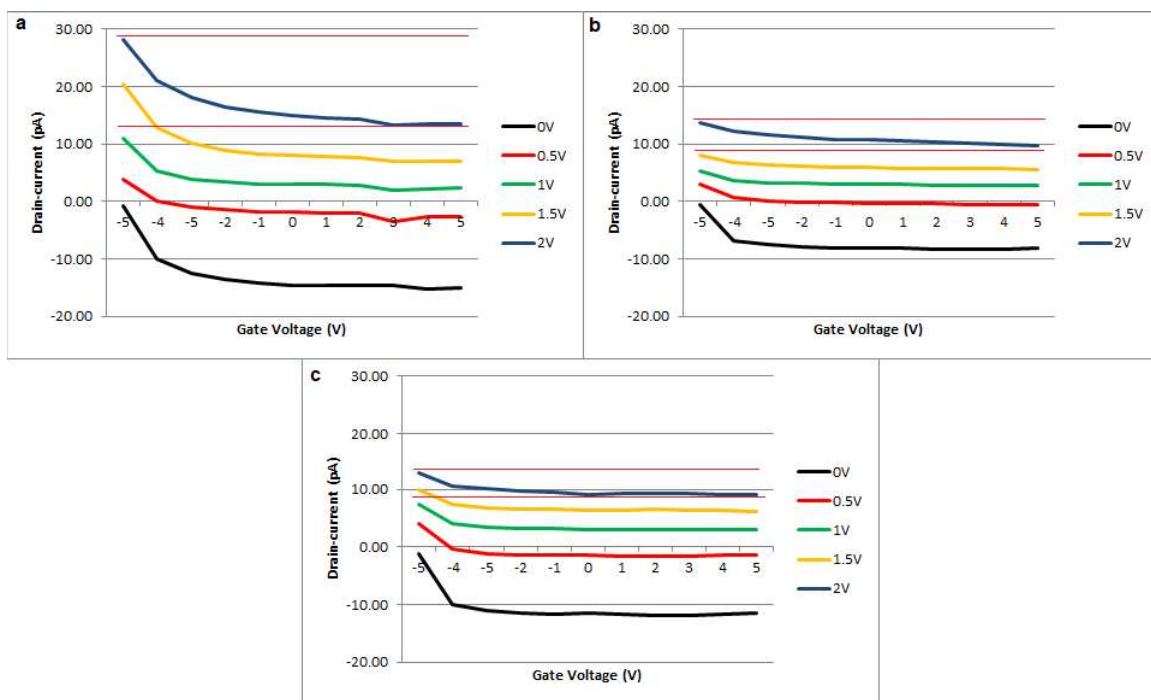 a
30.00
20.00
10.00
0.00
-10.00
-20.00
Drain-current (pA)
-5 -4 -5 -2 -1 0 1 2 3 4 5
Gate Voltage (V)
0V
0.5V
1V
1.5V
2V
b
30.00
20.00
10.00
0.00
-10.00
-20.00
Drain-current (pA)
-5 -4 -5 -2 -1 0 1 2 3 4 5
Gate Voltage (V)
0V
0.5V
1V
1.5V
2V
c
30.00
20.00
10.00
0.00
-10.00
-20.00
Drain-current (pA)
-5 -4 -5 -2 -1 0 1 2 3 4 5
Gate Voltage (V)
0V
0.5V
1V
1.5V
2V